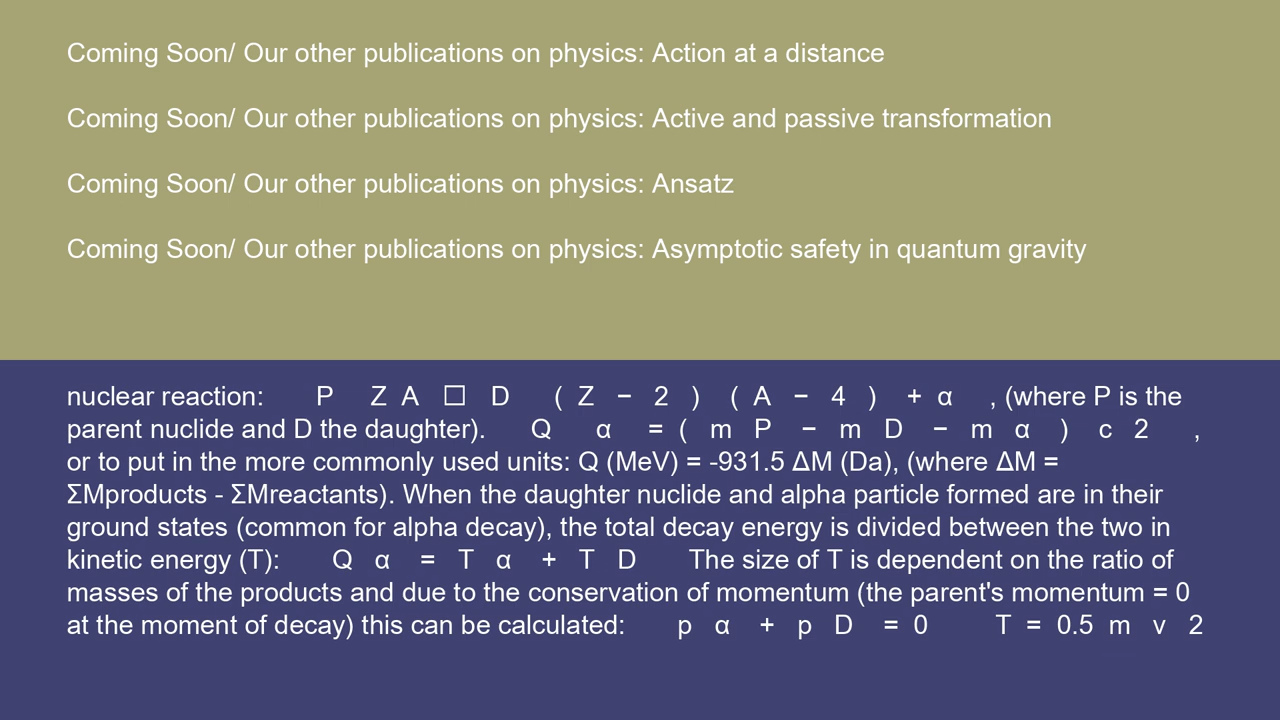 Coming Soon/ Our other publications on physics: Action at a distance
Coming Soon/ Our other publications on physics: Active and passive transformation
Coming Soon/ Our other publications on physics: Ansatz
Coming Soon/ Our other publications on physics: Asymptotic safety in quantum gravity
nuclear reaction: P Z A □ D ( Z − 2 ) ( A − 4 ) + α , (where P is the
parent nuclide and D the daughter). Q α = ( m P − m D − m α ) c 2 ,
or to put in the more commonly used units: Q (MeV) = -931.5 ΔM (Da), (where ΔM =
ΣMproducts - ΣMreactants). When the daughter nuclide and alpha particle formed are in their
ground states (common for alpha decay), the total decay energy is divided between the two in
kinetic energy (T): Q α = T α + T D The size of T is dependent on the ratio of
masses of the products and due to the conservation of momentum (the parent's momentum = 0
at the moment of decay) this can be calculated: p α + p D = 0 T = 0.5 m v 2